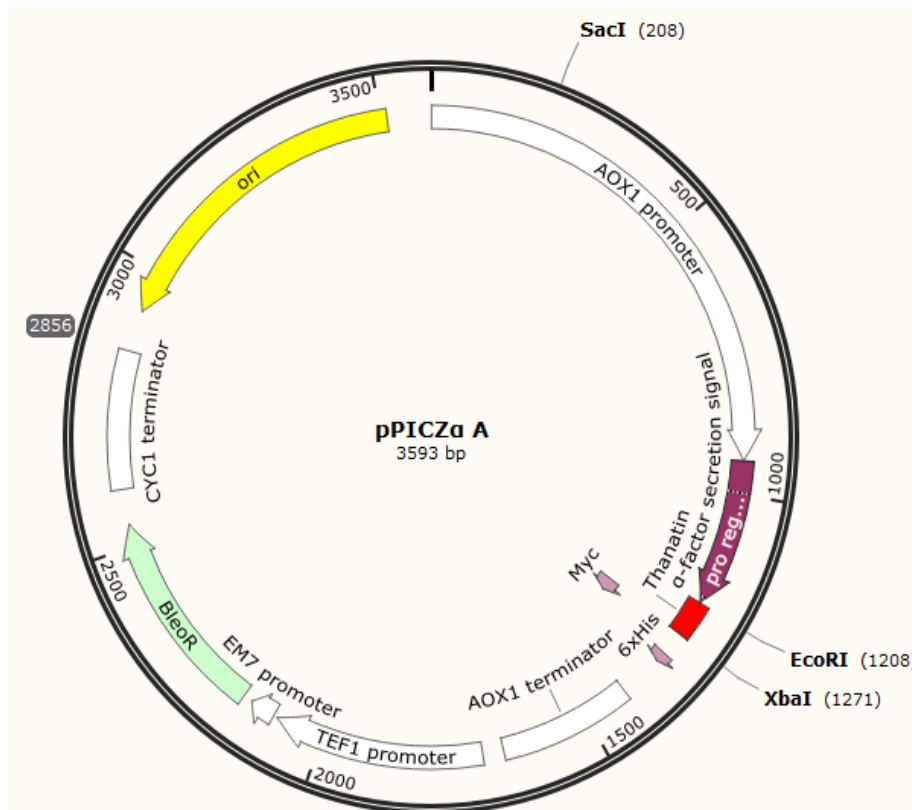 SacI (208)
3500
ori
AOX1 promoter
500
3000
2856
CYC1 terminator
pPICZα A
3593 bp
α-factor secretion signal
1000
pro reg...
Thanatin
Myc
6xHis
EcoRI (1208)
XbaI (1271)
2500
BleoR
EM7 promoter
AOX1 terminator
TEF1 promoter
1500
2000